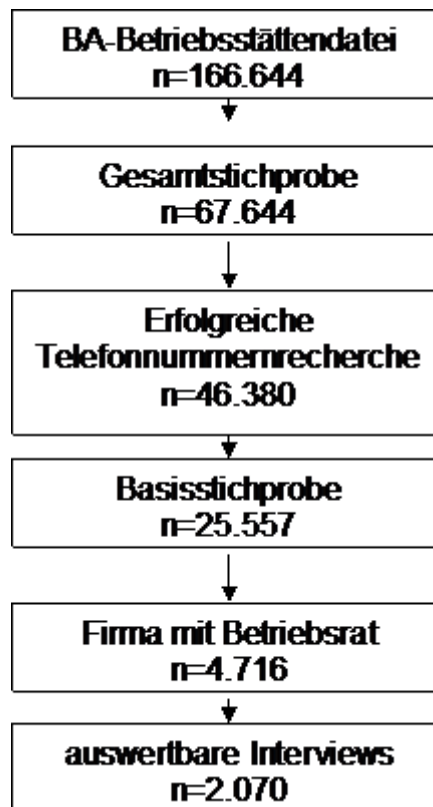 BA-Betriebsstättendatei
n=166.644
Gesamtstichprobe
n=67.644
Erfolgreiche
Telefonnummernrecherche
n=46.380
Basisstichprobe
n=25.557
Firma mit Betriebsrat
n=4.716
auswertbare Interviews
n=2.070